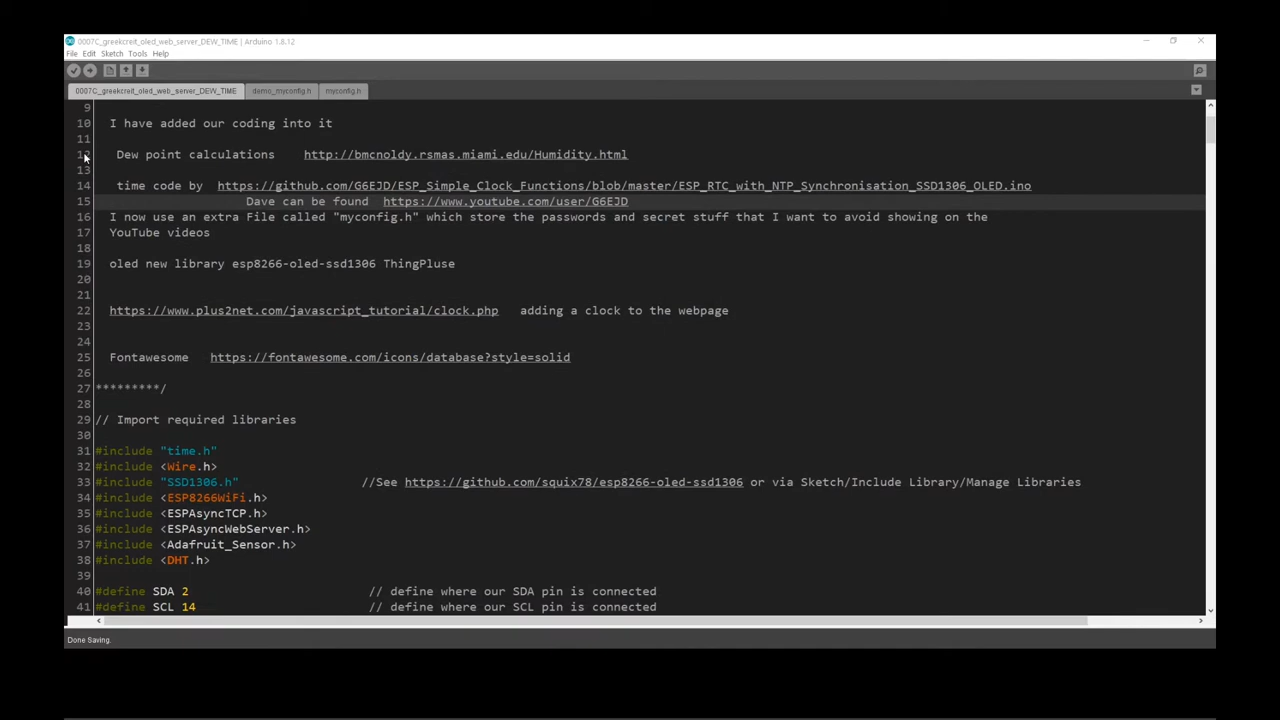 0007C_greekcreit_oled_web_server_DEW_TIME | Arduino 1.8.12
File Edit Sketch Tools Help
0007C_greekcreit_oled_web_server_DEW_TIME demo_myconfig.h myconfig.h
9
10 I have added our coding into it
11
12 Dew point calculations http://bmcnoldy.rsmas.miami.edu/Humidity.html
13
14 time code by https://github.com/G6EJD/ESP_Simple_Clock_Functions/blob/master/ESP_RTC_with_NTP_Synchronisation_SSD1306_OLED.ino
15 Dave can be found https://www.youtube.com/user/G6EJD
16 I now use an extra File called "myconfig.h" which store the passwords and secret stuff that I want to avoid showing on the
17 YouTube videos
18
19 oled new library esp8266-oled-ssd1306 ThingPluse
20
21
22 https://www.plus2net.com/javascript_tutorial/clock.php adding a clock to the webpage
23
24
25 Fontawesome https://fontawesome.com/icons/database?style=solid
26
27 *********/
28
29 // Import required libraries
30
31 #include "time.h"
32 #include <Wire.h>
33 #include "SSD1306.h" //See https://github.com/squix78/esp8266-oled-ssd1306 or via Sketch/Include Library/Manage Libraries
34 #include <ESP8266WiFi.h>
35 #include <ESPAsyncTCP.h>
36 #include <ESPAsyncWebServer.h>
37 #include <Adafruit_Sensor.h>
38 #include <DHT.h>
39
40 #define SDA 2 // define where our SDA pin is connected
41 #define SCL 14 // define where our SCL pin is connected
Done Saving.